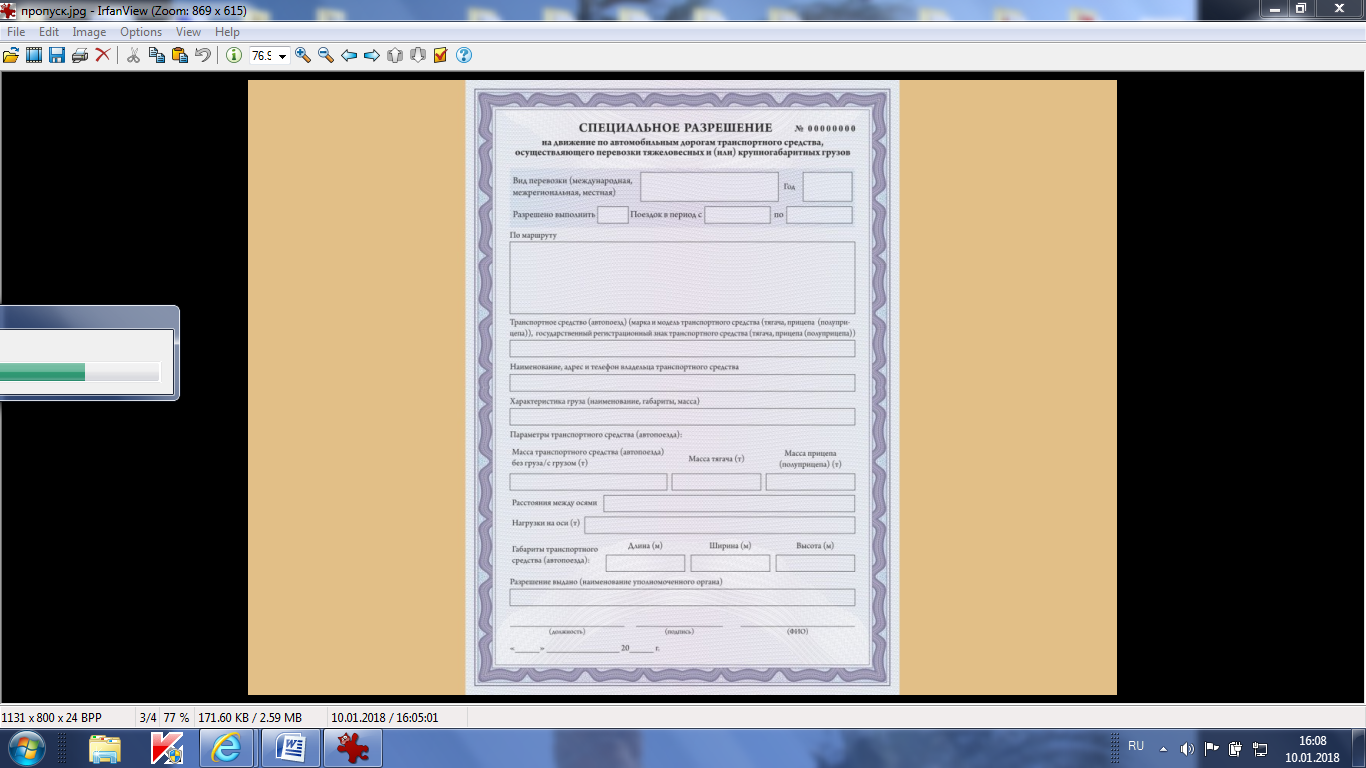 пропуск.jpg - IrfanView (Zoom: 869 x 615)
File Edit Image Options View Help
76.9
СПЕЦИАЛЬНОЕ РАЗРЕШЕНИЕ № 00000000
на движение по автомобильным дорогам транспортного средства,
осуществляющего перевозки тяжеловесных и (или) крупногабаритных грузов
Вид перевозки (международная,
межрегиональная, местная)
Год
Разрешено выполнить Поездок в период с по
По маршруту
Транспортное средство (автопоезд) (марка и модель транспортного средства (тягача, прицепа (полупри-
цепа)), государственный регистрационный знак транспортного средства (тягача, прицепа (полуприцепа))
Наименование, адрес и телефон владельца транспортного средства
Характеристика груза (наименование, габариты, масса)
Параметры транспортного средства (автопоезда):
Масса транспортного средства (автопоезда)
без груза/с грузом (т)
Масса тягача (т)
Масса прицепа
(полуприцепа) (т)
Расстояния между осями
Нагрузки на оси (т)
Габариты транспортного
средства (автопоезда):
Длина (м) Ширина (м) Высота (м)
Разрешение выдано (наименование уполномоченного органа)
(должность) (подпись) (ФИО)
«______» __________________ 20______ г.
1131 x 800 x 24 BPP 3/4 77 % 171.60 KB / 2.59 MB 10.01.2018 / 16:05:01
RU
16:08
10.01.2018